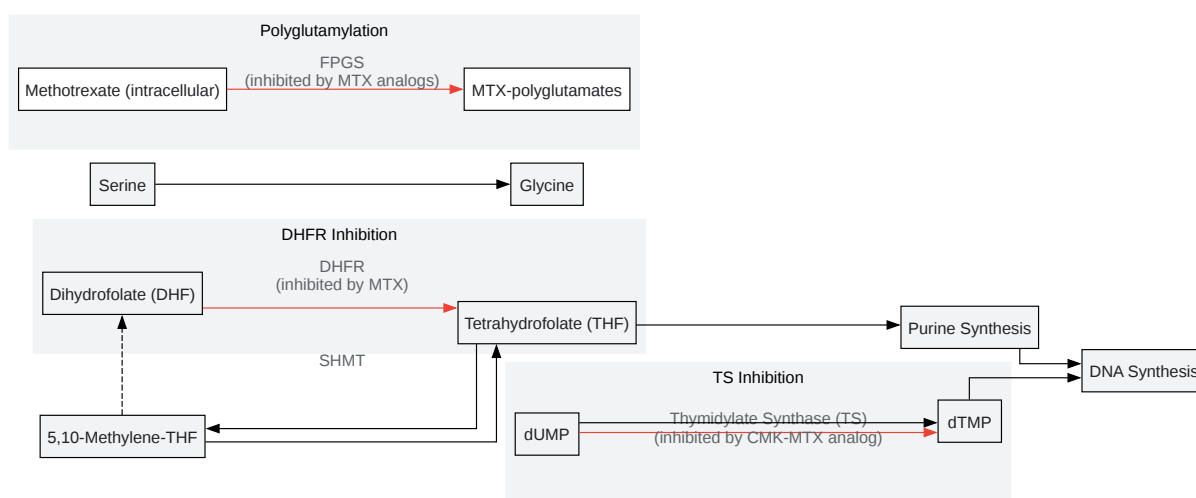 Polyglutamylation
FPGS
(inhibited by MTX analogs)
Methotrexate (intracellular)
MTX-polyglutamates
Serine
Glycine
DHFR Inhibition
DHFR
(inhibited by MTX)
Dihydrofolate (DHF)
Tetrahydrofolate (THF)
Purine Synthesis
SHMT
DNA Synthesis
TS Inhibition
5,10-Methylene-THF
dUMP
Thymidylate Synthase (TS)
(inhibited by CMK-MTX analog)
dTMP